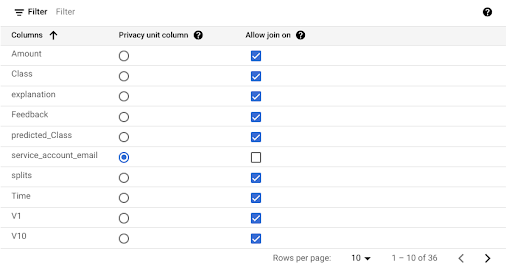 Filter Filter
Columns Privacy unit column Allow join on
Amount
Class
explanation
Feedback
predicted_Class
service_account_email
splits
Time
V1
V10
Rows per page: 10 1 – 10 of 36